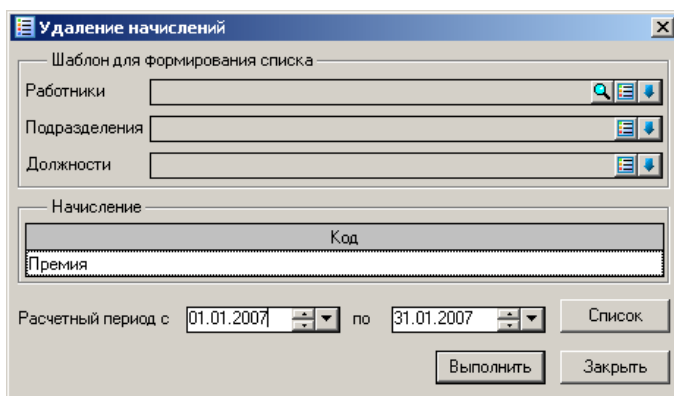 Удаление начислений
Шаблон для формирования списка
Работники
Подразделения
Должности
Начисление
Код
Премия
Расчетный период с 01.01.2007 по 31.01.2007 Список
Выполнить Закрыть